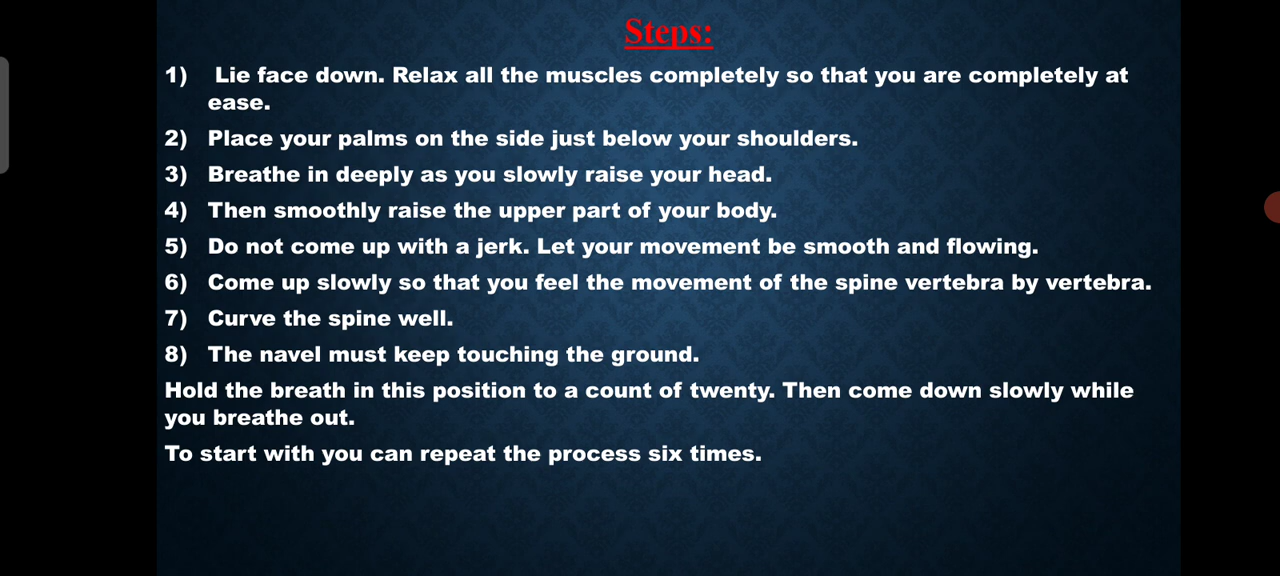 Steps:
1) Lie face down. Relax all the muscles completely so that you are completely at
ease.
2) Place your palms on the side just below your shoulders.
3) Breathe in deeply as you slowly raise your head.
4) Then smoothly raise the upper part of your body.
5) Do not come up with a jerk. Let your movement be smooth and flowing.
6) Come up slowly so that you feel the movement of the spine vertebra by vertebra.
7) Curve the spine well.
8) The navel must keep touching the ground.
Hold the breath in this position to a count of twenty. Then come down slowly while
you breathe out.
To start with you can repeat the process six times.